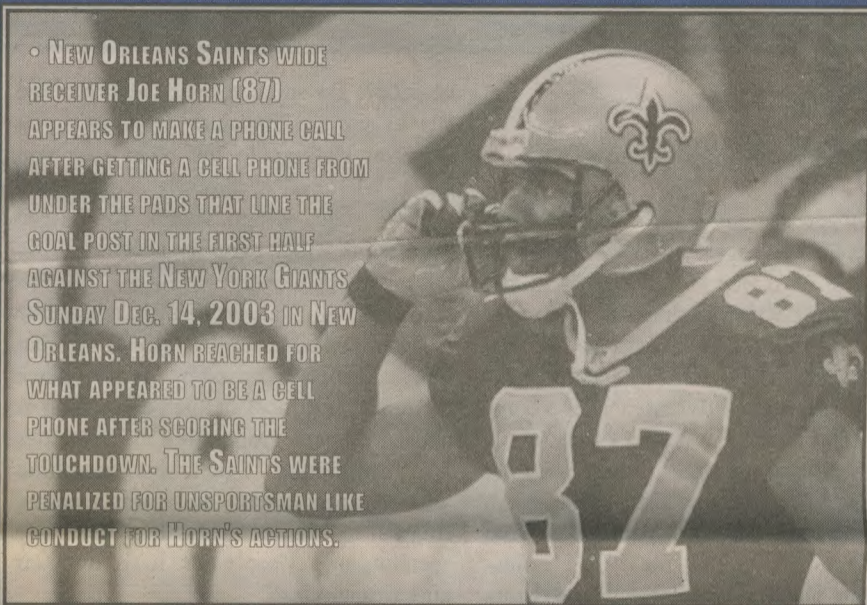 • NEW ORLEANS SAINTS WIDE
RECEIVER JOE HORN (87)
APPEARS TO MAKE A PHONE CALL
AFTER GETTING A CELL PHONE FROM
UNDER THE PADS THAT LINE THE
GOAL POST IN THE FIRST HALF
AGAINST THE NEW YORK GIANTS
SUNDAY DEC. 14, 2003 IN NEW
ORLEANS. HORN REACHED FOR
WHAT APPEARED TO BE A CELL
PHONE AFTER SCORING THE
TOUCHDOWN. THE SAINTS WERE
PENALIZED FOR UNSPORTSMAN LIKE
CONDUCT FOR HORN'S ACTIONS.
87
87